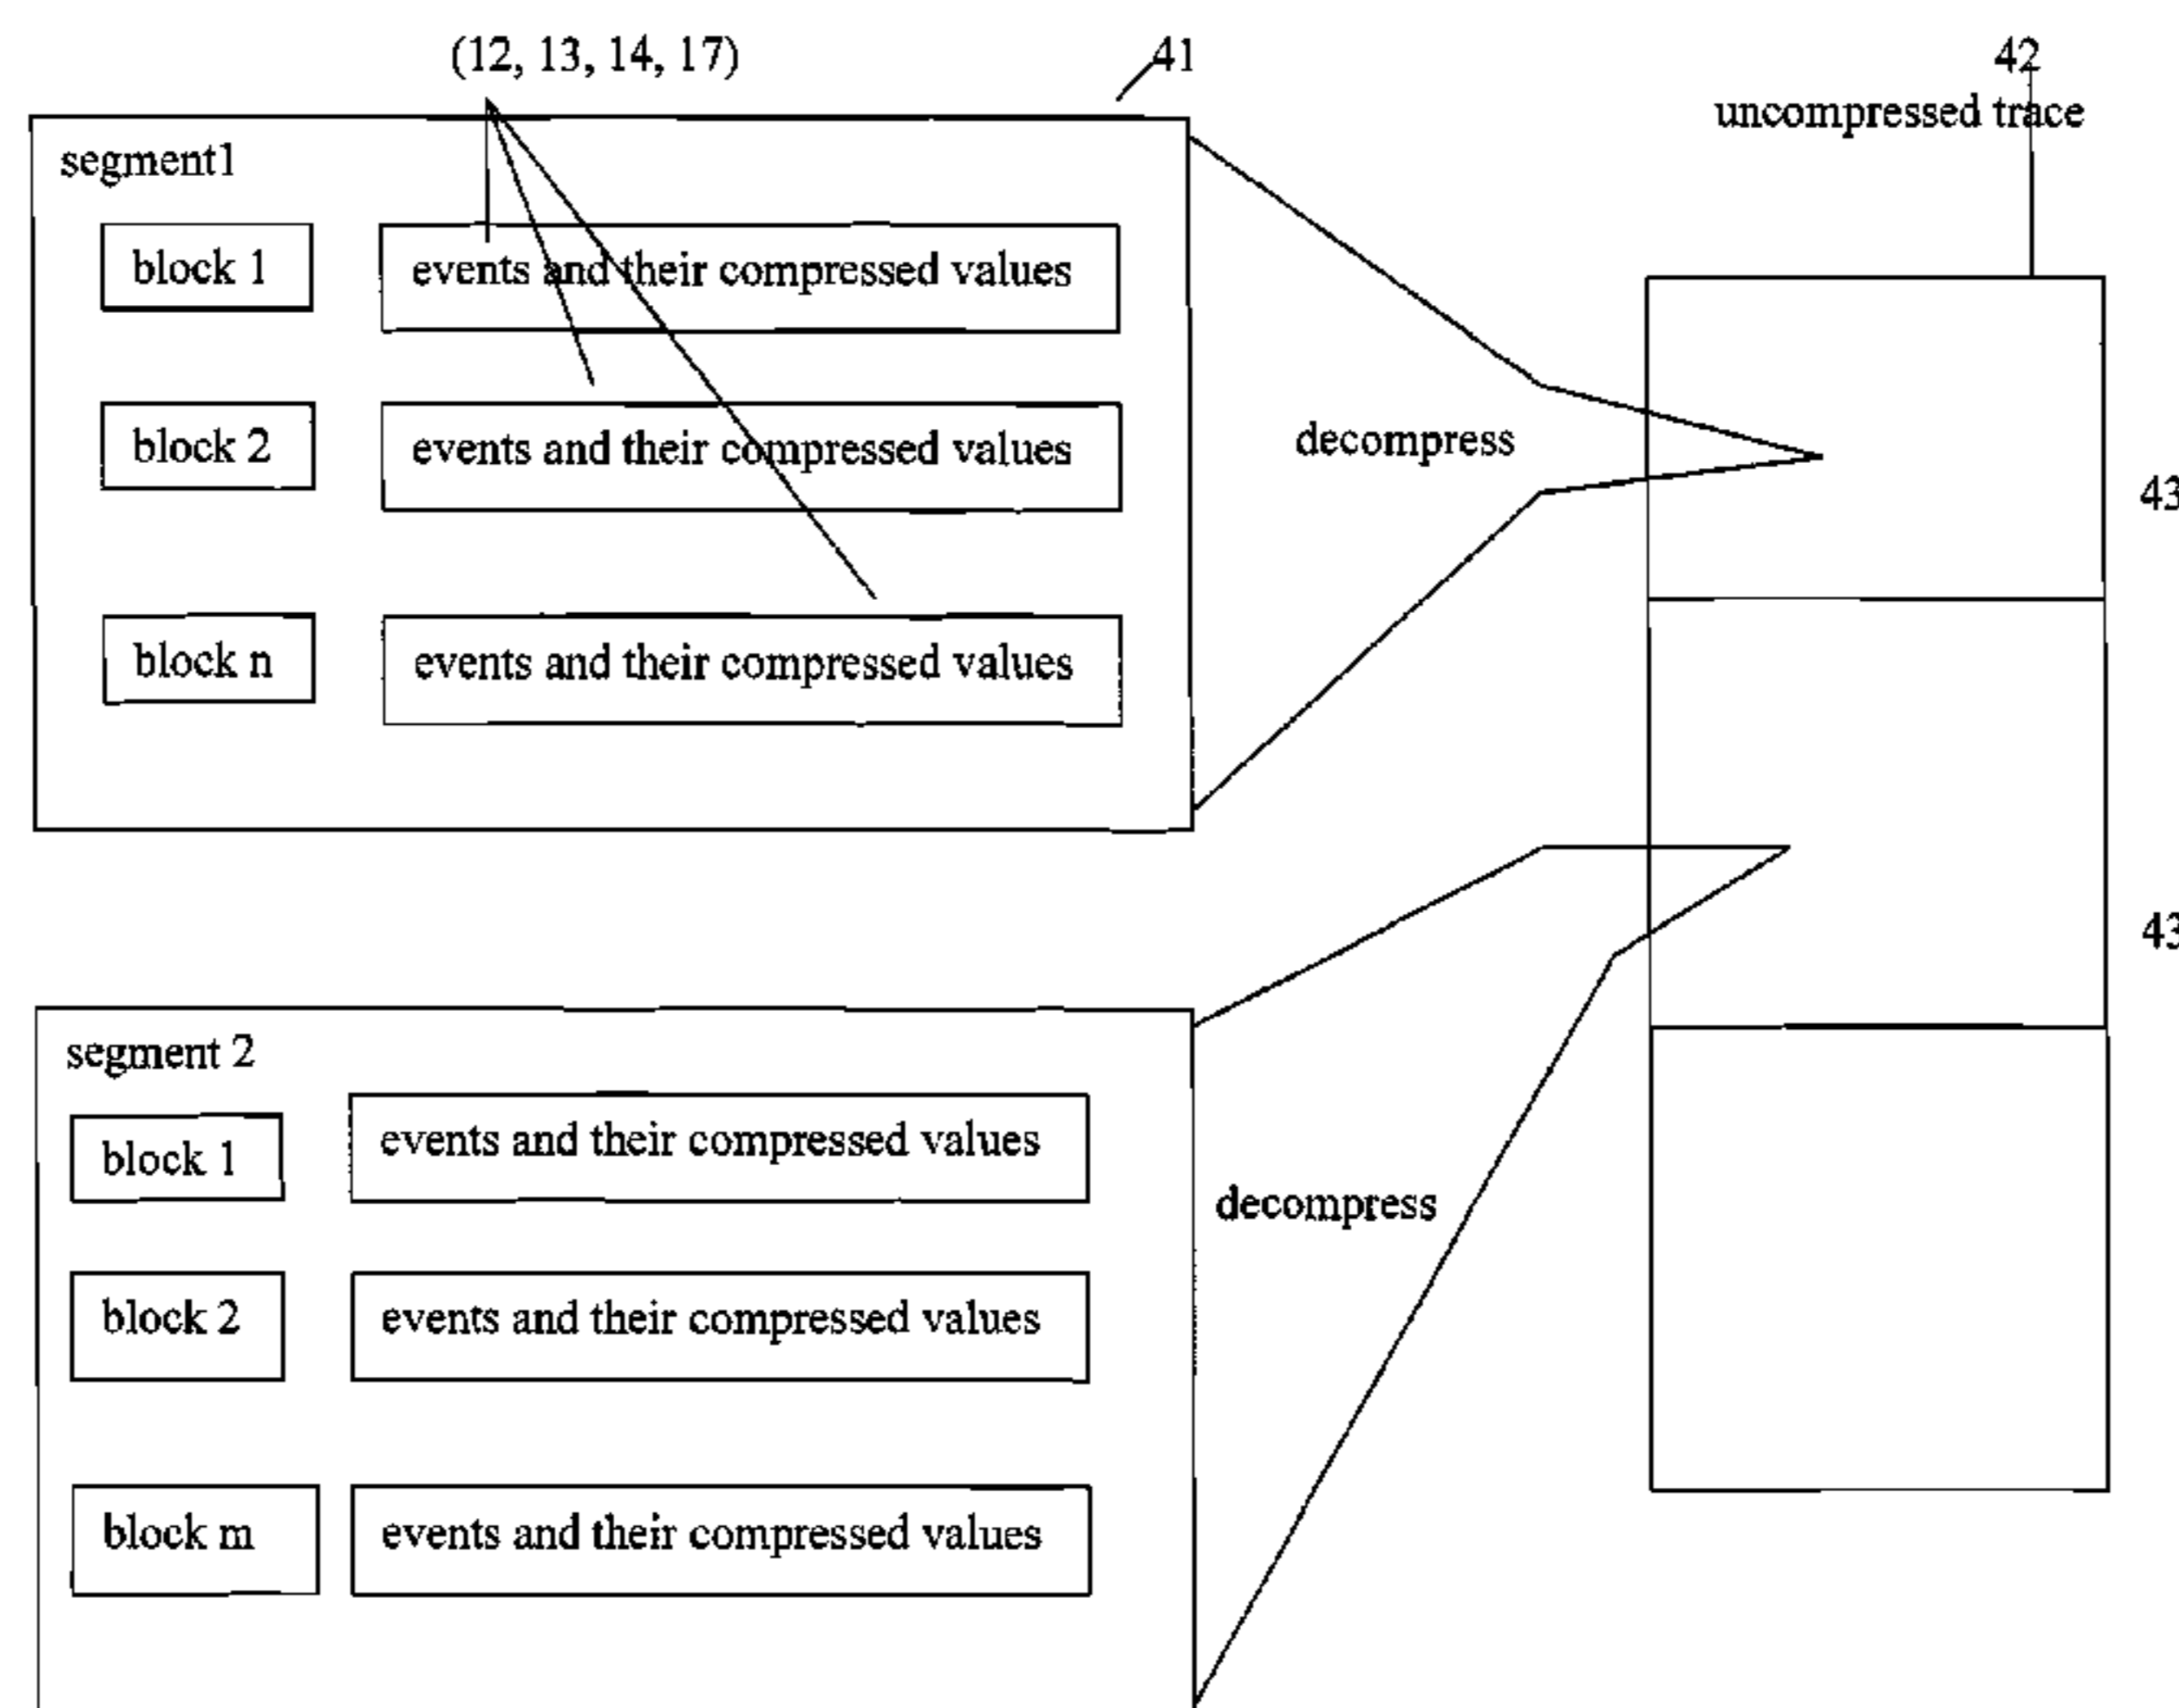 (12, 13, 14, 17)
41
42
uncompressed trace
segment1
block 1
events and their compressed values
block 2
events and their compressed values
block n
events and their compressed values
decompress
43
43
segment 2
block 1
events and their compressed values
block 2
events and their compressed values
block m
events and their compressed values
decompress